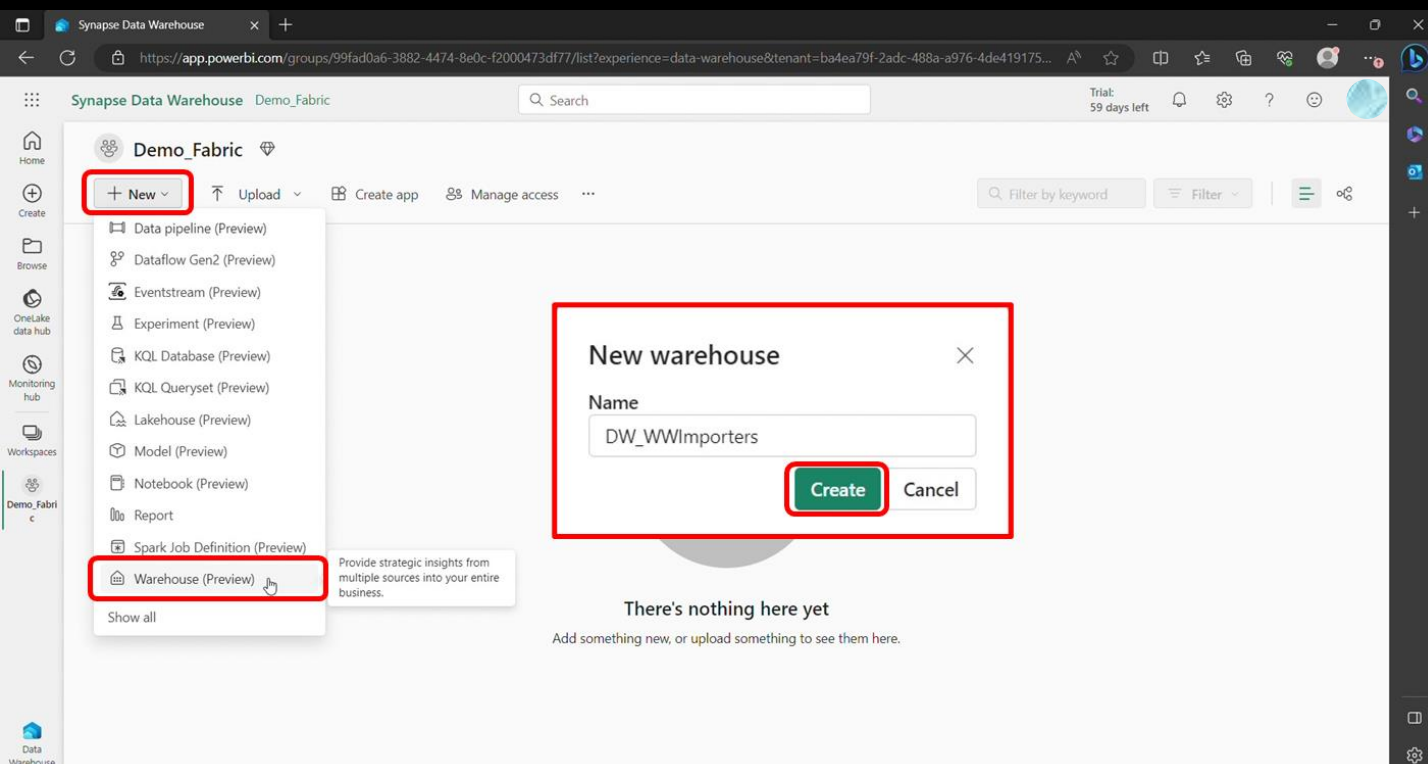 Synapse Data Warehouse
https://app.powerbi.com/groups/99fad0a6-3882-4474-8e0c-f2000473df77/list?experience=data-warehouse&tenant=ba4ea79f-2adc-488a-a976-4de419175...
Synapse Data Warehouse Demo_Fabric
Search
Trial:
59 days left
Home
Create
Browse
OneLake
data hub
Monitoring
hub
Workspaces
Demo_Fabri
c
Data
Warehouse
Demo_Fabric
New
Upload
Create app
Manage access
Filter by keyword
Filter
Data pipeline (Preview)
Dataflow Gen2 (Preview)
Eventstream (Preview)
Experiment (Preview)
KQL Database (Preview)
KQL Queryset (Preview)
Lakehouse (Preview)
Model (Preview)
Notebook (Preview)
Report
Spark Job Definition (Preview)
Warehouse (Preview)
Show all
Provide strategic insights from
multiple sources into your entire
business.
New warehouse
Name
DW_WWImporters
Create
Cancel
There's nothing here yet
Add something new, or upload something to see them here.